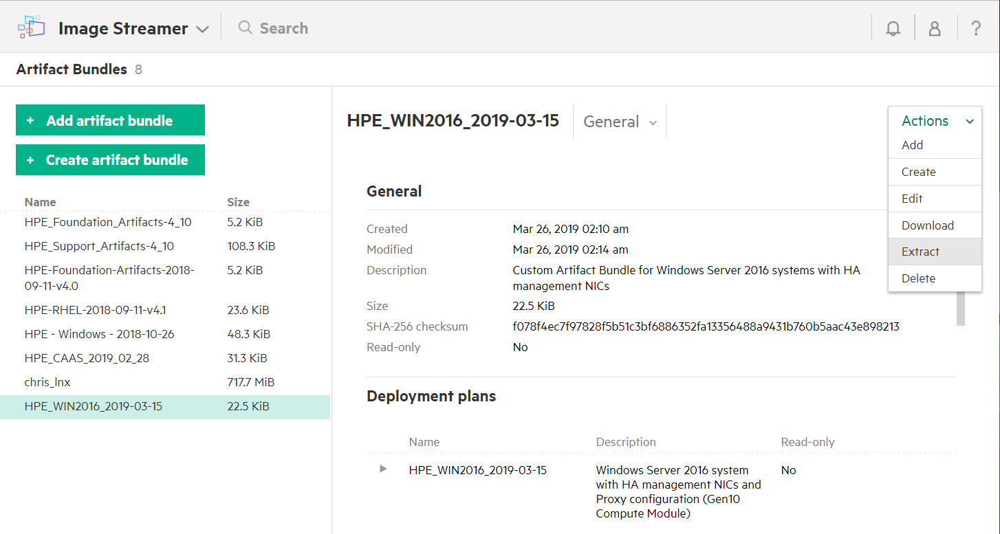 Image Streamer
Search
?
Artifact Bundles 8
+ Add artifact bundle
+ Create artifact bundle
Name Size
HPE_Foundation_Artifacts-4_10 5.2 KiB
HPE_Support_Artifacts-4_10 108.3 KiB
HPE-Foundation-Artifacts-2018- 5.2 KiB
09-11-v4.0
HPE-RHEL-2018-09-11-v4.1 23.6 KiB
HPE - Windows - 2018-10-26 48.3 KiB
HPE_CAAS_2019_02_28 31.3 KiB
chris_lnx 717.7 MiB
HPE_WIN2016_2019-03-15 22.5 KiB
HPE_WIN2016_2019-03-15 General
Actions
Add
Create
Edit
Download
Extract
Delete
General
Created Mar 26, 2019 02:10 am
Modified Mar 26, 2019 02:14 am
Description Custom Artifact Bundle for Windows Server 2016 systems with HA
management NICs
Size 22.5 KiB
SHA-256 checksum f078f4ec7f97828f5b51c3bf6886352fa13356488a9431b760b5aac43e898213
Read-only No
Deployment plans
Name Description Read-only
HPE_WIN2016_2019-03-15 Windows Server 2016 system No
with HA management NICs and
Proxy configuration (Gen10
Compute Module)